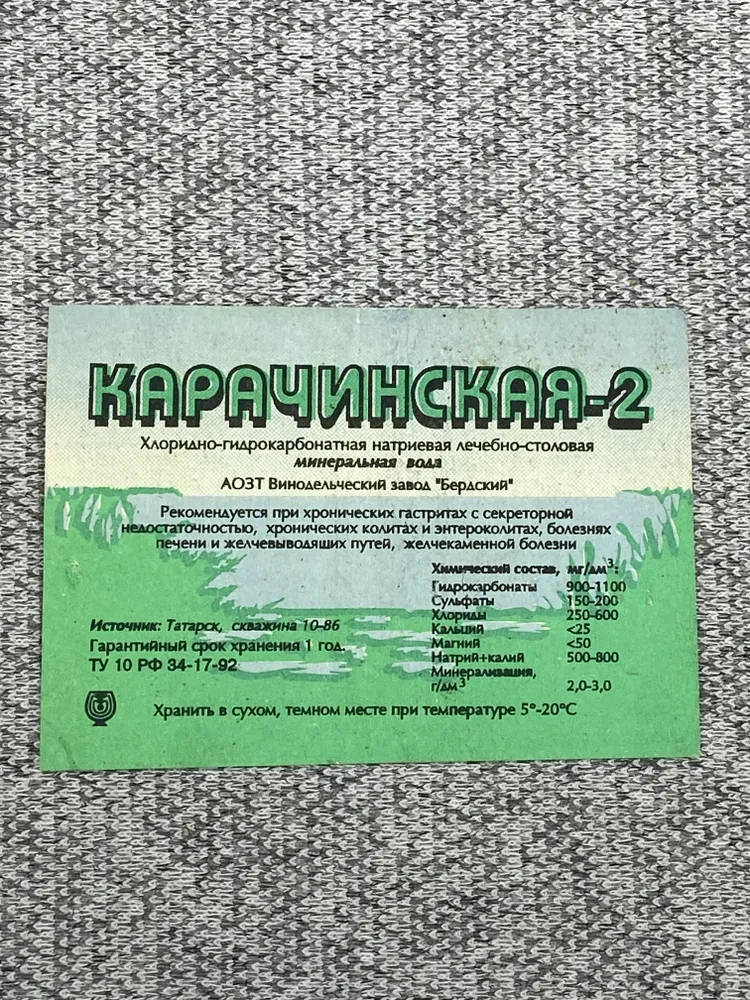 КАРАЧИНСКАЯ-2
Хлоридно-гидрокарбонатная натриевая лечебно-столовая
минеральная вода
АОЗТ Винодельческий завод "Бердский"
Рекомендуется при хронических гастритах с секреторной
недостаточностью, хронических колитах и энтероколитах, болезнях
печени и желчевыводящих путей, желчекаменной болезни
Химический состав, мг/дм³:
Гидрокарбонаты 900-1100
Сульфаты 150-200
Хлориды 250-600
Кальций <25
Магний <50
Натрий+калий 500-800
Минерализация,
г/дм³ 2,0-3,0
Источник: Татарск, скважина 10-86
Гарантийный срок хранения 1 год.
ТУ 10 РФ 34-17-92
Хранить в сухом, темном месте при температуре 5°-20°С